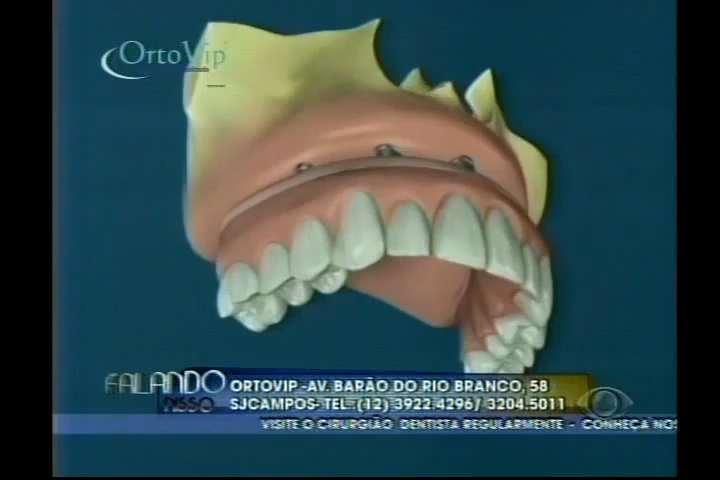 OrtoVip
FALANDO
NISSO
ORTOVIP -AV. BARÃO DO RIO BRANCO, 58
SJCAMPOS- TEL. (12) 3922.4296/ 3204.5011
VISITE O CIRURGIÃO DENTISTA REGULARMENTE - CONHEÇA NOS